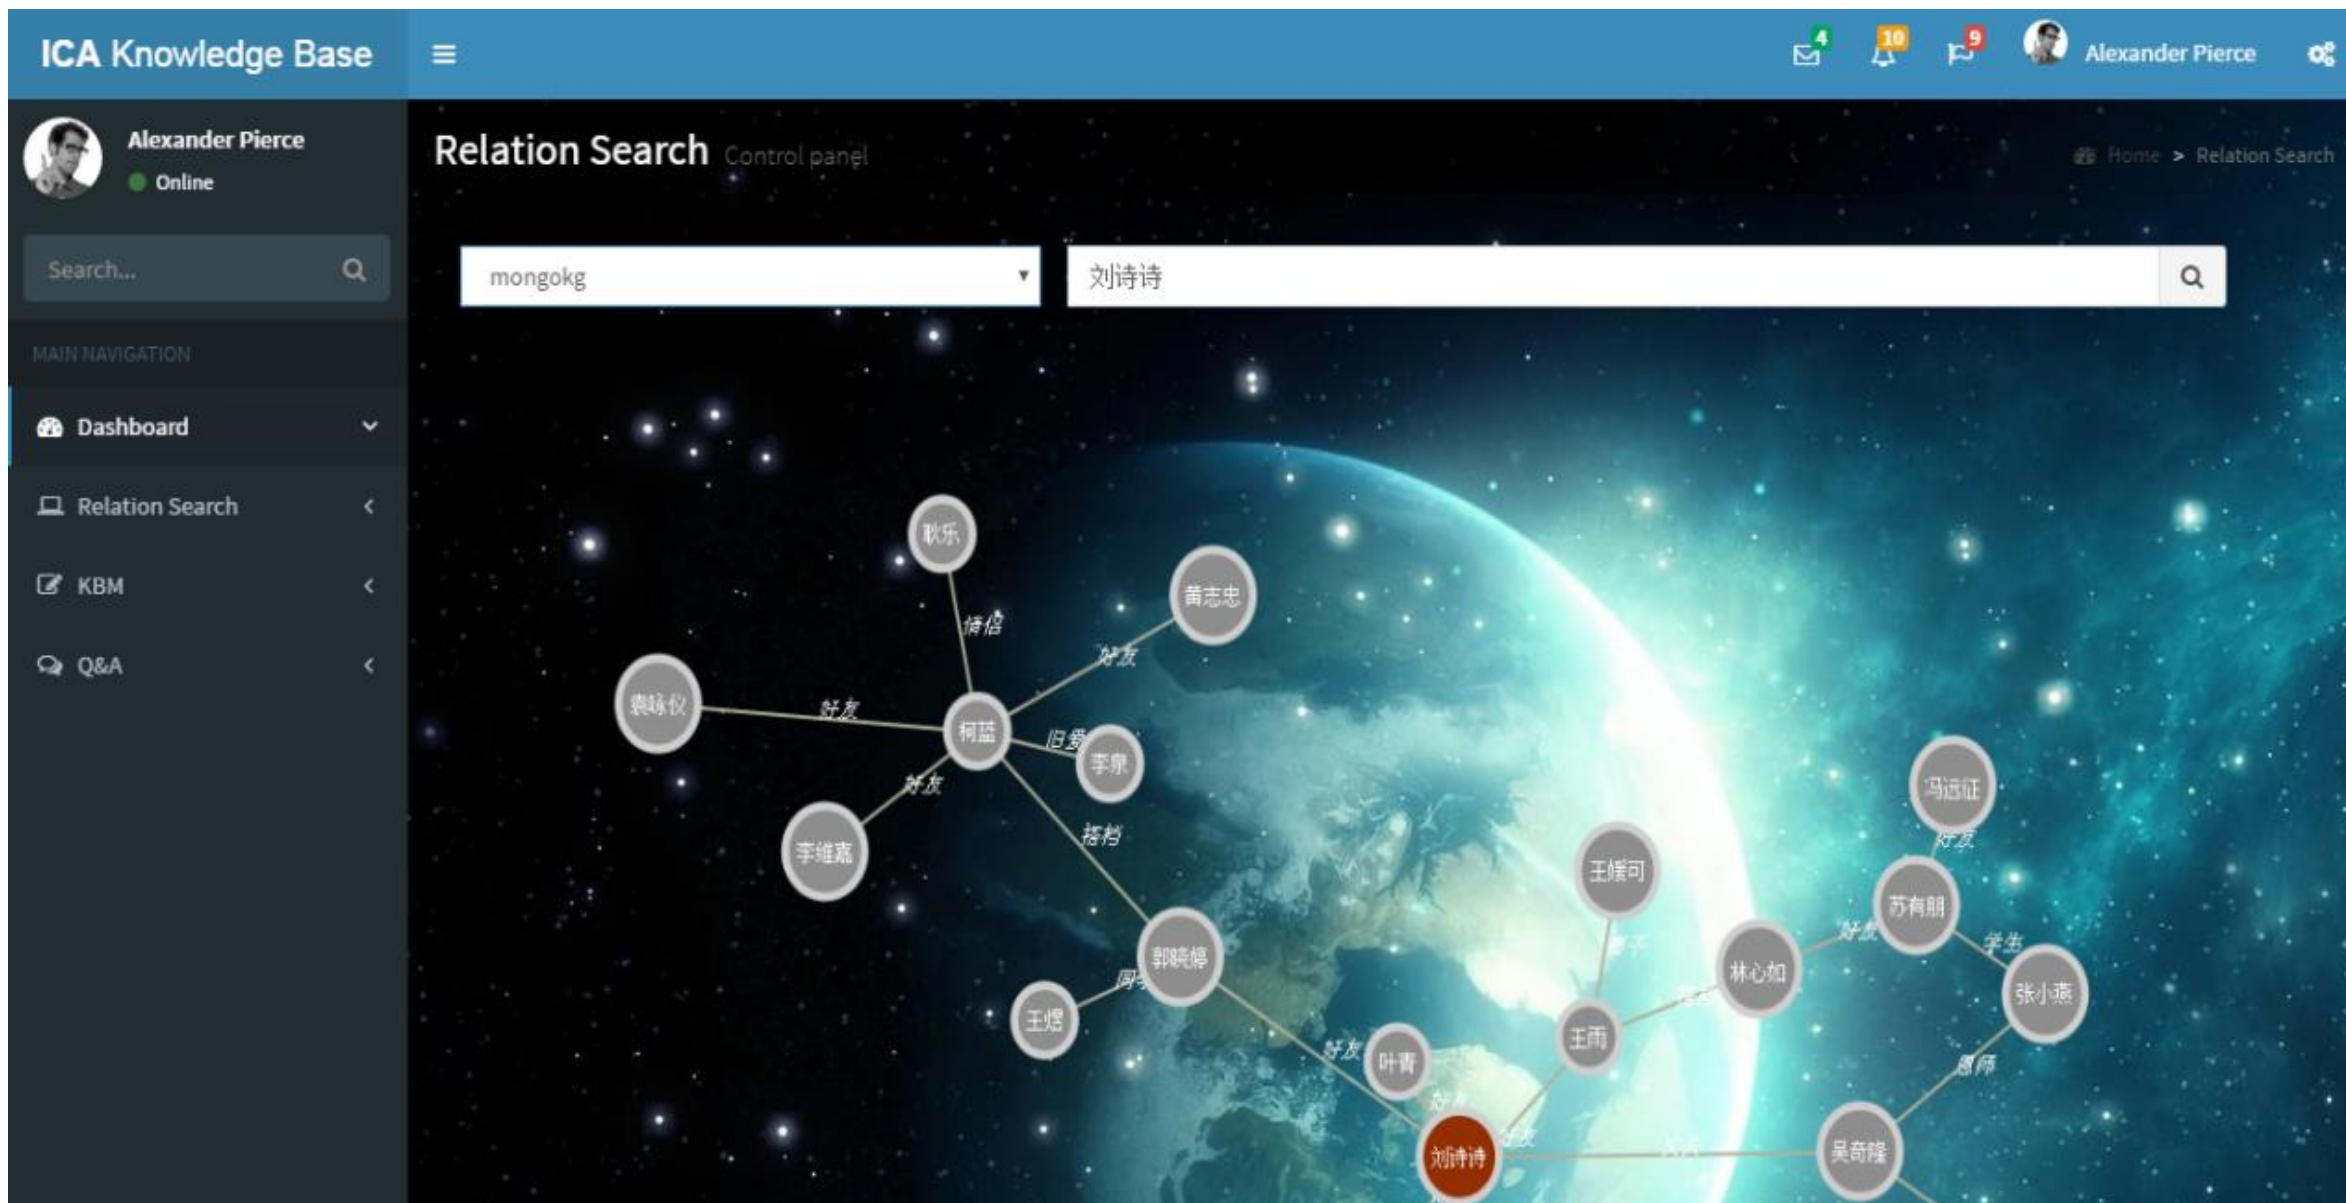 ICA Knowledge Base
4
10
9
Alexander Pierce
Alexander Pierce
Online
Relation Search Control panel
Home > Relation Search
Search...
mongokg
刘诗诗
MAIN NAVIGATION
Dashboard
Relation Search
KBM
Q&A
耿乐
黄志忠
情侣
好友
袁咏仪
好友
柯蓝
旧爱
李泉
好友
冯远征
搭档
好友
李维嘉
王媛可
苏有朋
好友
学生
郭晓婷
林心如
张小燕
王煜
王雨
好友
叶青
恩师
好友
好友
刘诗诗
吴奇隆